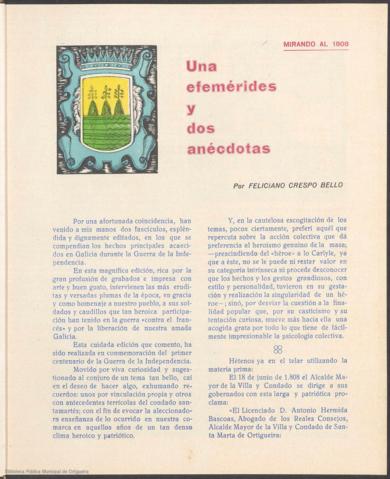 MIRANDO AL 1808
Una
efemérides
y
dos
anécdotas
Por FELICIANO CRESPO BELLO
Por una afortunada coincidencia, han
venido a mis manos dos fascículos, esplén-
dida y dignamente editados, en los que se
compendian los hechos principales acaeci-
dos en Galicia durante la Guerra de la Inde-
pendencia.
En esta magnífica edición, rica por la
gran profusión de grabados e impresa con
arte y buen gusto, intervienen las más erudi-
tas y versadas plumas de la época, en gracia
y como homenaje a nuestro pueblo, a sus sol-
dados y caudillos que tan heroica participa-
ción han tenido en la guerra «contra el fran-
cés» y por la liberación de nuestra amada
Galicia.
Esta cuidada edición que comento, ha
sido realizada en conmemoración del primer
centenario de la Guerra de la Independencia.
Movido por viva curiosidad y suges-
tionado al conjuro de un tema tan bello, caí
en el deseo de hacer algo, exhumando re-
cuerdos: unos por vinculación propia y otros
con antecedentes terrícolas del condado san-
tamartés; con el fin de evocar la aleccionado-
ra enseñanza de lo ocurrido en nuestra co-
marca en aquellos años de un tan denso
clima heroico y patriótico.
Y, en la cautelosa excogitación de los
temas, pocos ciertamente, preferí aquél que
repercuta sobre la acción colectiva que dá
preferencia al heroísmo genuino de la masa;
—prescindiendo del «héroe» a lo Carlyle, ya
que a éste, no se le puede ni restar valor en
su categoría intrínseca ni procede desconocer
que los hechos y los gestos grandiosos, con
estilo y personalidad, tuvieron en su gesta-
ción y realización la singularidad de un hé-
roe—; sinó, por desviar la cuestión a la fina-
lidad popular que, por su casticismo y su
tentación curiosa, mueve más hacia ella una
acogida grata por todo lo que tiene de fácil-
mente impresionable la psicología colectiva.
Hétenos ya en el telar utilizando la
materia prima:
El 18 de junio de 1.808 el Alcalde Ma-
yor de la Villa y Condado se dirige a sus
gobernados con esta larga y patriótica pro-
clama:
«El Licenciado D. Antonio Hermida
Bascoas, Abogado de los Reales Consejos,
Alcalde Mayor de la Villa y Condado de San-
ta Marta de Ortigueira:
Biblioteca Pública Municipal de Ortigueira